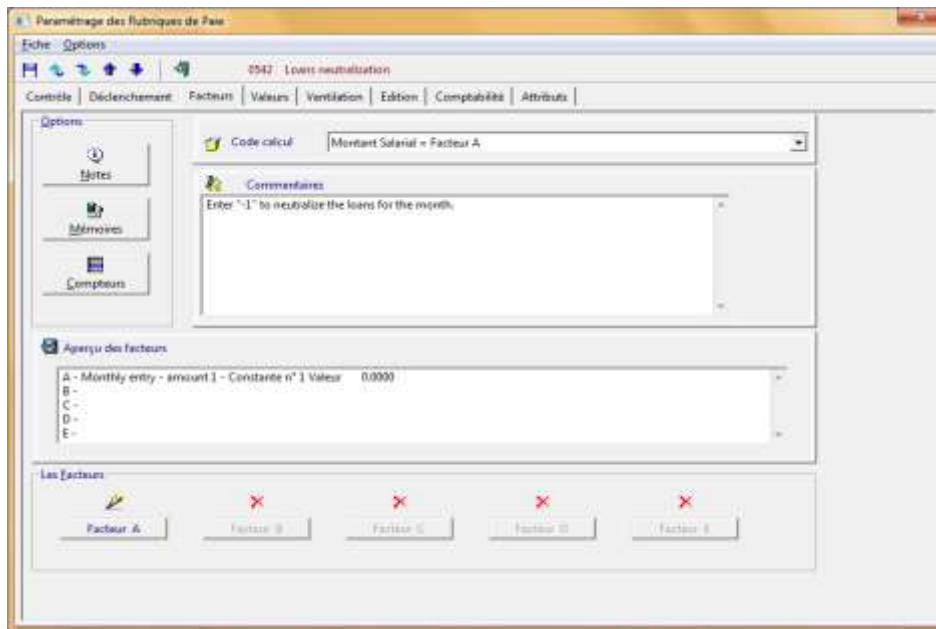 Paramétrage des Rubriques de Paie
Fiche Options
0542 Loans neutralization
Contrôle Déclenchement Facteurs Valeurs Ventilation Edition Comptabilité Attributs
Options
Notes
Mémoires
Compteurs
Code calcul Montant Salarial = Facteur A
Commentaires
Enter "-1" to neutralize the loans for the month.
Aperçu des facteurs
A - Monthly entry - amount 1 - Constante n° 1 Valeur 0.0000
B -
C -
D -
E -
Les Facteurs
Facteur A Facteur B Facteur C Facteur D Facteur E